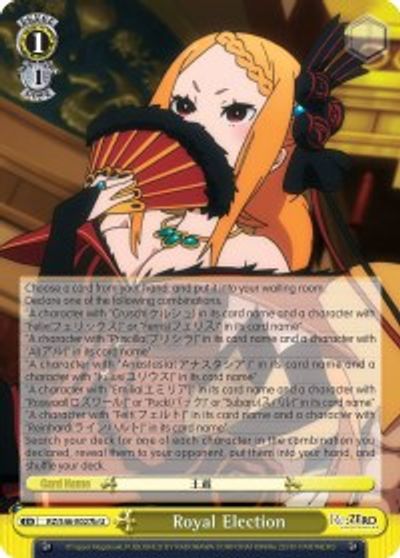 1
1
Choose a card from your hand, and put it into your waiting room.
Declare one of the following combinations.
"A character with "Crusch(クルシュ)" in its card name and a character with
"Felix(フェリックス)" or "Ferris(フェリス)" in its card name"
"A character with "Priscilla(プリシラ)" in its card name and a character with
"Al(アル)" in its card name"
"A character with "Anastasia(アナスタシア)" in its card name and a character
with "Julius(ユリウス)" in its card name"
"A character with "Emilia(エミリア)" in its card name and a character with
"Roswaal(ロズワール)" or "Puck(パック)" or "Subaru(スバル)" in its card name"
"A character with "Felt(フェルト)" in its card name and a character with
"Reinhard(ラインハルト)" in its card name"
Search your deck for one of each character in the combination you
declared, reveal them to your opponent, put them into your hand,
and shuffle your deck.
Card Name 王選
Royal Election
Re:ZERO